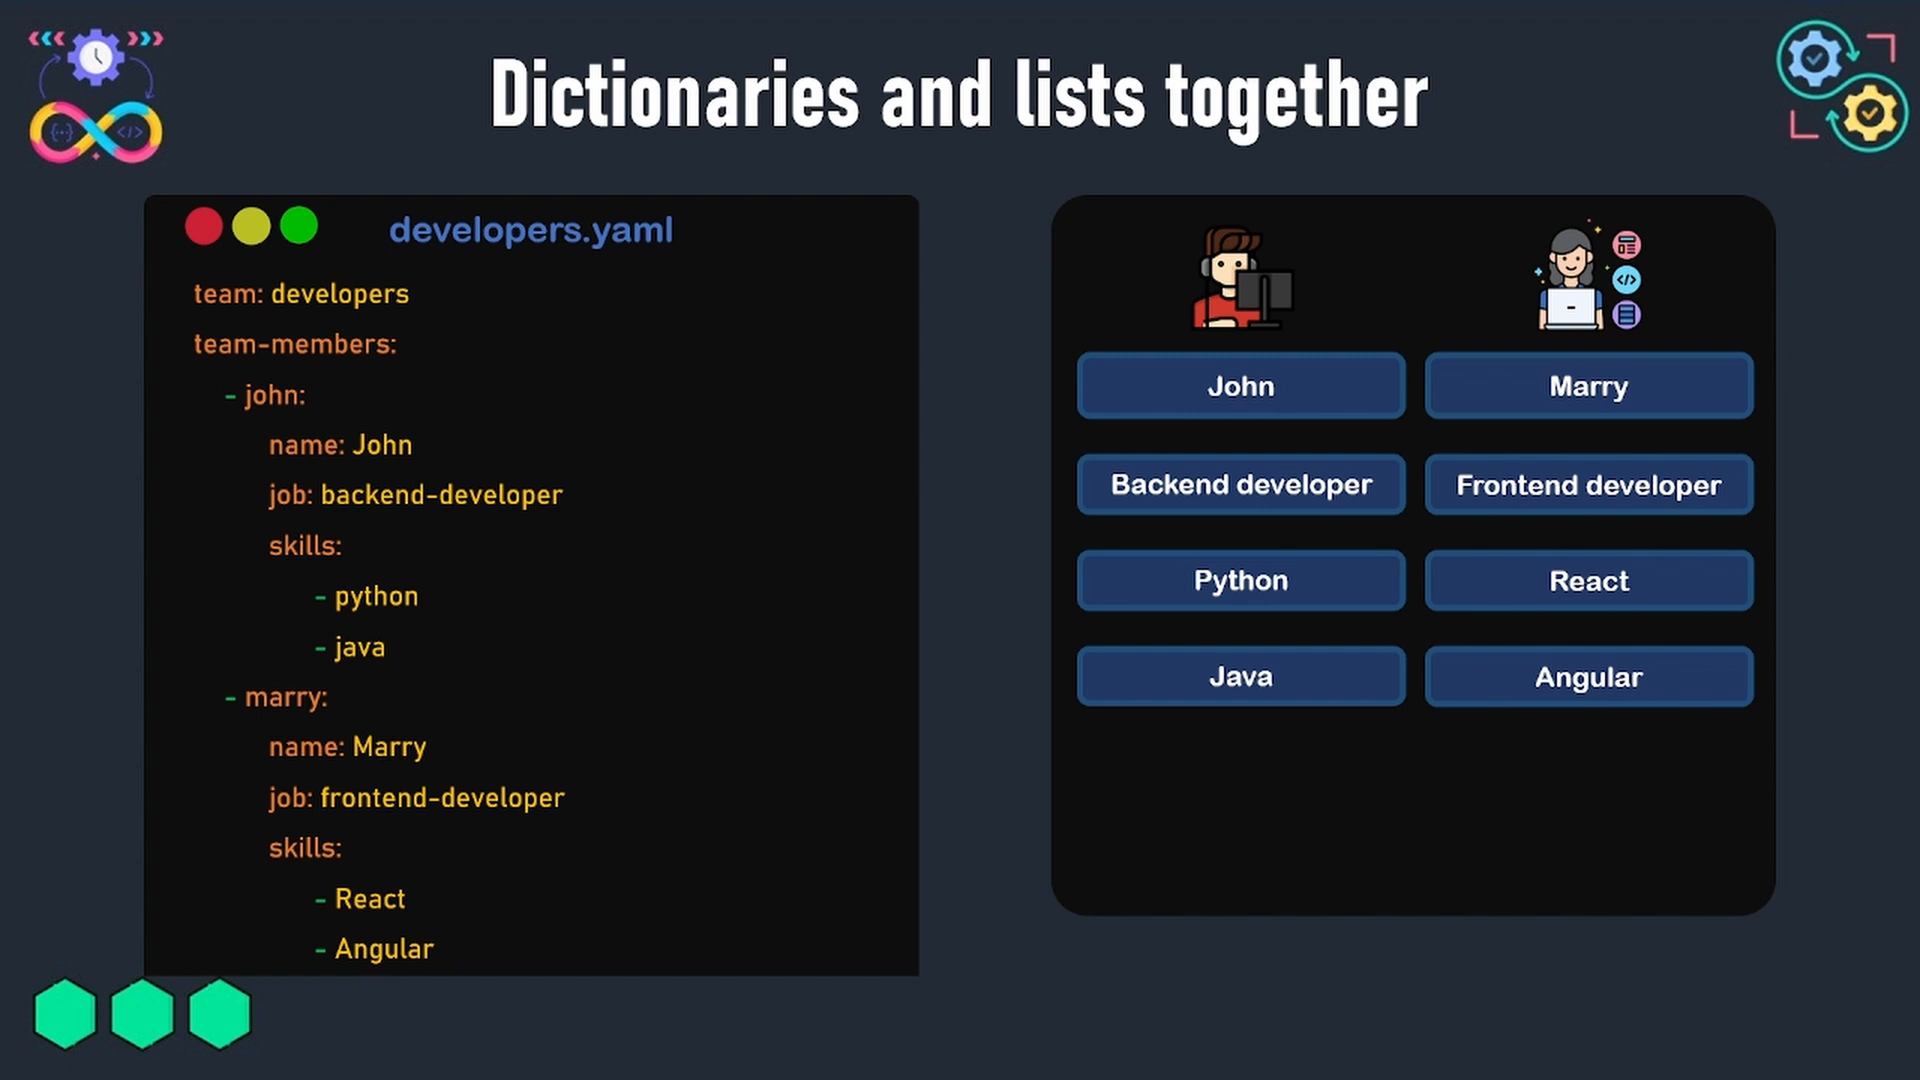 Dictionaries and lists together
developers.yaml
team: developers
team-members:
- john:
name: John
job: backend-developer
skills:
- python
- java
- marry:
name: Marry
job: frontend-developer
skills:
- React
- Angular
John
Marry
Backend developer
Frontend developer
Python
React
Java
Angular